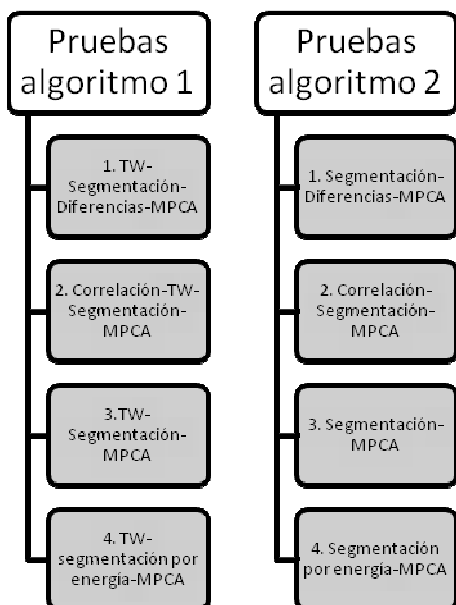 Pruebas
algoritmo 1
1. TW-
Segmentación-
Diferencias-MPCA
2. Correlación-TW-
Segmentación-
MPCA
3.TW-
Segmentación-
MPCA
4. TW-
segmentación por
energía-MPCA
Pruebas
algoritmo 2
1. Segmentación-
Diferencias-MPCA
2. Correlación-
Segmentación-
MPCA
3. Segmentación-
MPCA
4. Segmentación
por energía-MPCA